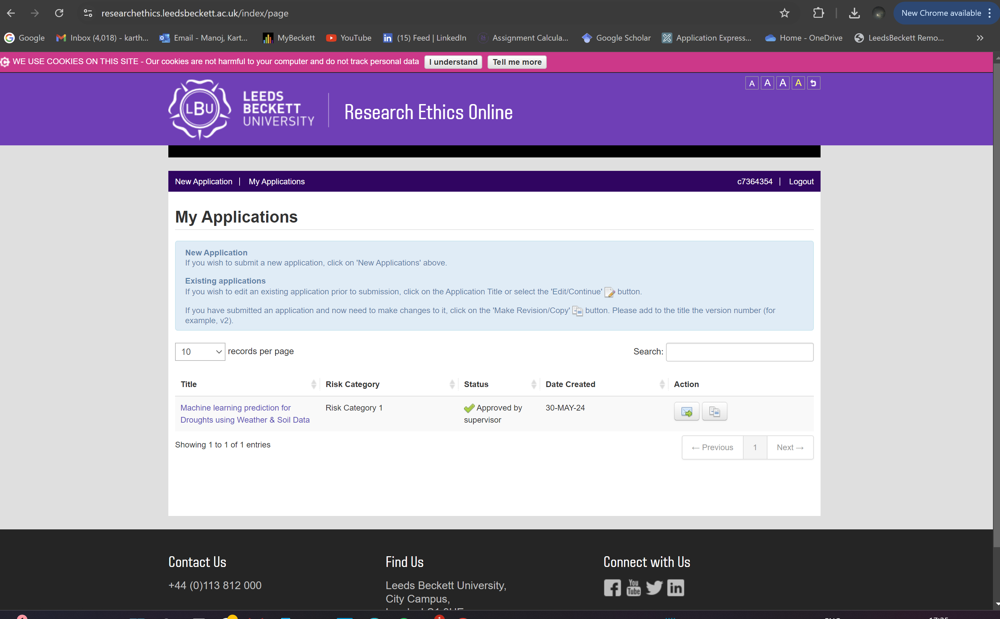 researchethics.leedsbeckett.ac.uk/index/page
New Chrome available
Google
Inbox (4,018) - karth...
Email - Manoj, Kart...
MyBeckett
YouTube
(15) Feed | LinkedIn
24
Assignment Calcula...
Google Scholar
Application Express...
Home - OneDrive
LeedsBeckett Remo...
WE USE COOKIES ON THIS SITE - Our cookies are not harmful to your computer and do not track personal data
I understand
Tell me more
A A A A
LBU
LEEDS
BECKETT
UNIVERSITY
Research Ethics Online
New Application | My Applications
c7364354 | Logout
My Applications
New Application
If you wish to submit a new application, click on 'New Applications' above.
Existing applications
If you wish to edit an existing application prior to submission, click on the Application Title or select the 'Edit/Continue' button.
If you have submitted an application and now need to make changes to it, click on the 'Make Revision/Copy' button. Please add to the title the version number (for
example, v2).
10 records per page
Search:
Title Risk Category Status Date Created Action
Machine learning prediction for
Droughts using Weather & Soil Data
Risk Category 1
Approved by
supervisor
30-MAY-24
Showing 1 to 1 of 1 entries
← Previous 1 Next →
Contact Us
+44 (0)113 812 000
Find Us
Leeds Beckett University,
City Campus,
Connect with Us
You
Tube
in